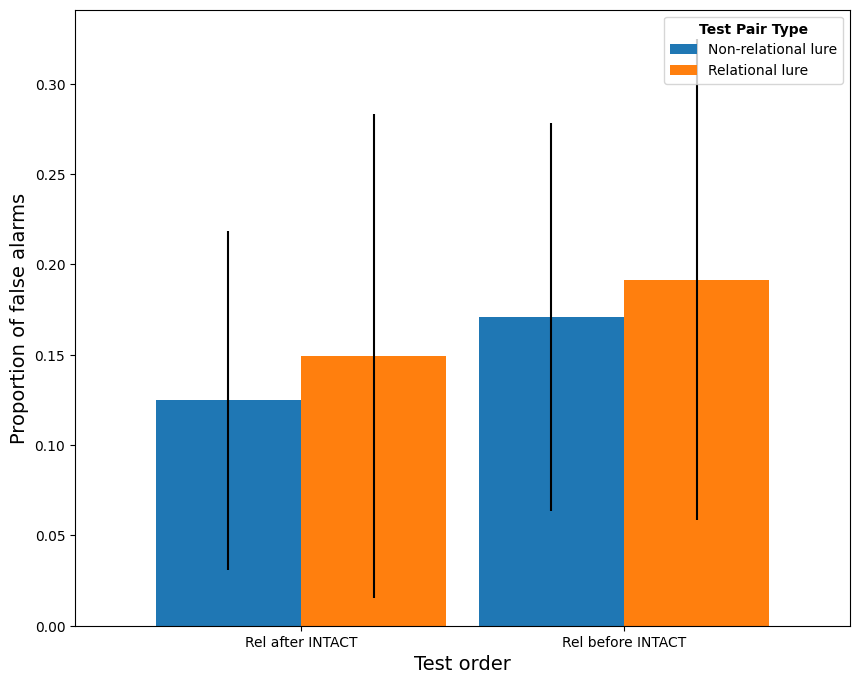 Test Pair Type
Non-relational lure
Relational lure
Proportion of false alarms
0.30
0.25
0.20
0.15
0.10
0.05
0.00
Rel after INTACT
Rel before INTACT
Test order